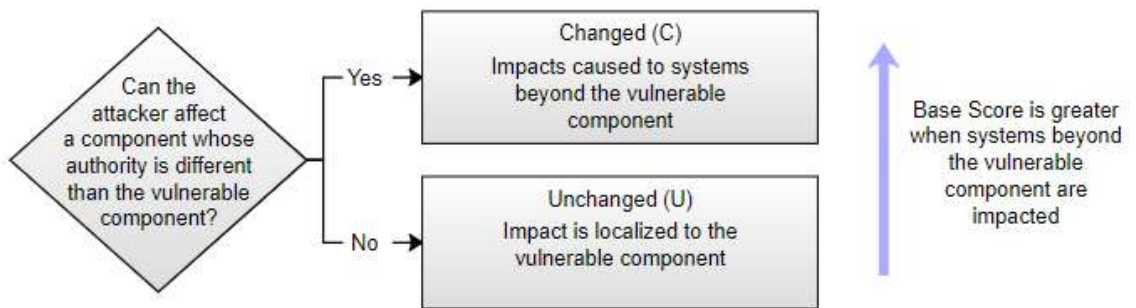 Can the
attacker affect
a component whose
authority is different
than the vulnerable
component?
Yes
Changed (C)
Impacts caused to systems
beyond the vulnerable
component
No
Unchanged (U)
Impact is localized to the
vulnerable component
Base Score is greater
when systems beyond
the vulnerable
component are
impacted